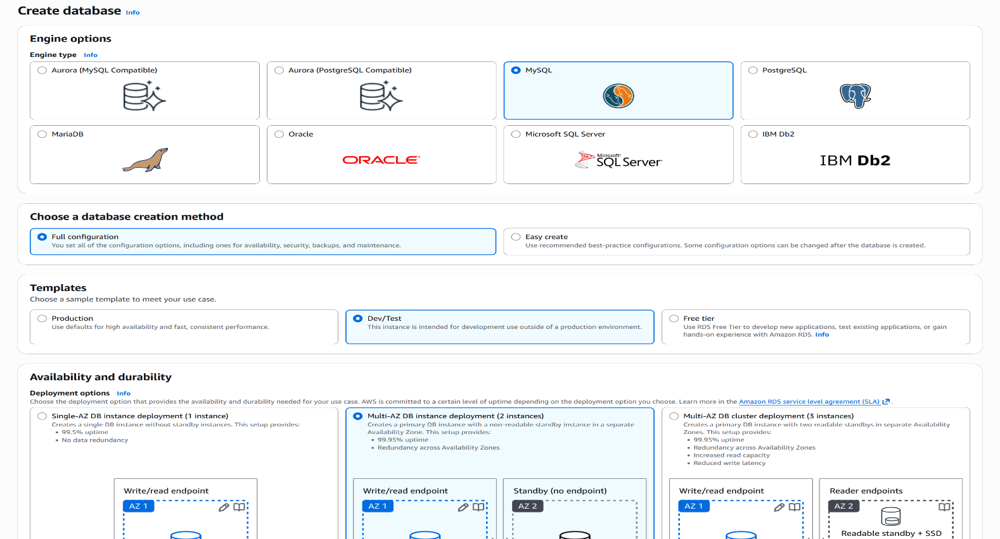 Create database Info
Engine options
Engine type Info
Aurora (MySQL Compatible)
Aurora (PostgreSQL Compatible)
MySQL
PostgreSQL
MariaDB
Oracle
Microsoft SQL Server
IBM Db2
ORACLE
Microsoft
SQL Server
IBM Db2
Choose a database creation method
Full configuration
You set all of the configuration options, including ones for availability, security, backups, and maintenance.
Easy create
Use recommended best-practice configurations. Some configuration options can be changed after the database is created.
Templates
Choose a sample template to meet your use case.
Production
Use defaults for high availability and fast, consistent performance.
Dev/Test
This instance is intended for development use outside of a production environment.
Free tier
Use RDS Free Tier to develop new applications, test existing applications, or gain
hands-on experience with Amazon RDS. Info
Availability and durability
Deployment options Info
Choose the deployment option that provides the availability and durability needed for your use case. AWS is committed to a certain level of uptime depending on the deployment option you choose. Learn more in the Amazon RDS service level agreement (SLA).
Single-AZ DB instance deployment (1 instance)
Creates a single DB instance without standby instances. This setup provides:
• 99.5% uptime
• No data redundancy
Write/read endpoint
AZ 1
Multi-AZ DB instance deployment (2 instances)
Creates a primary DB instance with a non-readable standby instance in a separate
Availability Zone. This setup provides:
• 99.95% uptime
• Redundancy across Availability Zones
Write/read endpoint
AZ 1
Standby (no endpoint)
AZ 2
Multi-AZ DB cluster deployment (3 instances)
Creates a primary DB instance with two readable standbys in separate Availability
Zones. This setup provides:
• 99.95% uptime
• Redundancy across Availability Zones
• Increased read capacity
• Reduced write latency
Write/read endpoint
AZ 1
Reader endpoints
AZ 2
Readable standby + SSD